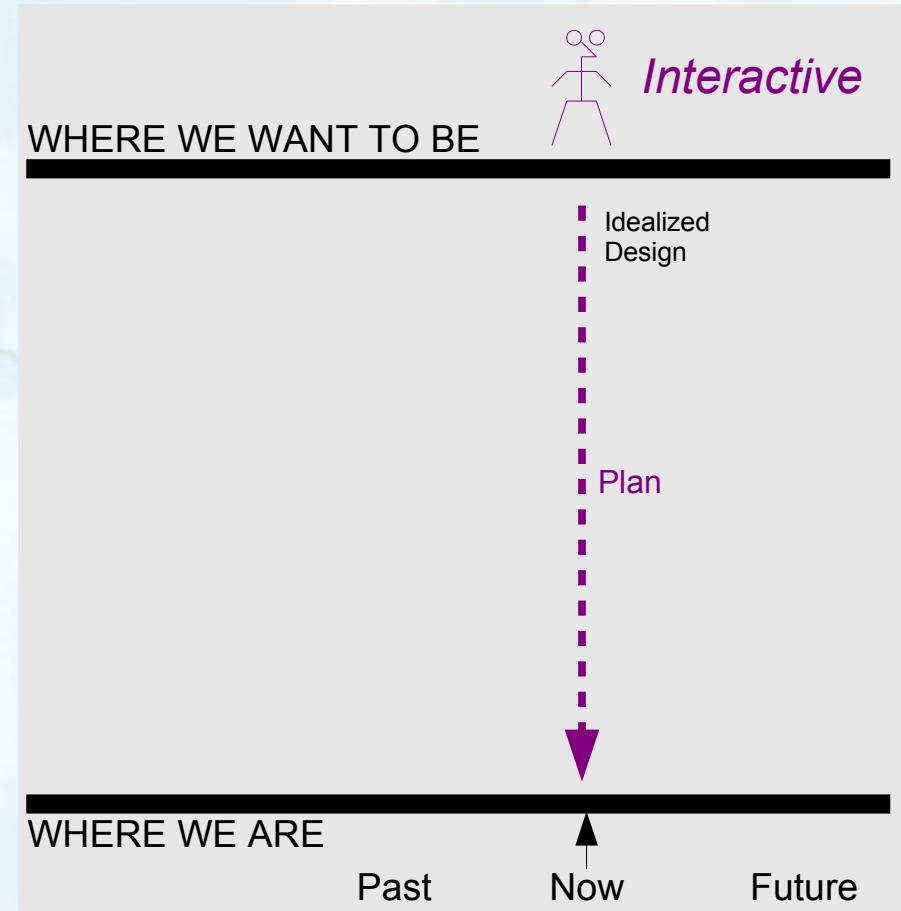 Interactive
WHERE WE WANT TO BE
Idealized
Design
Plan
WHERE WE ARE
Past Now Future